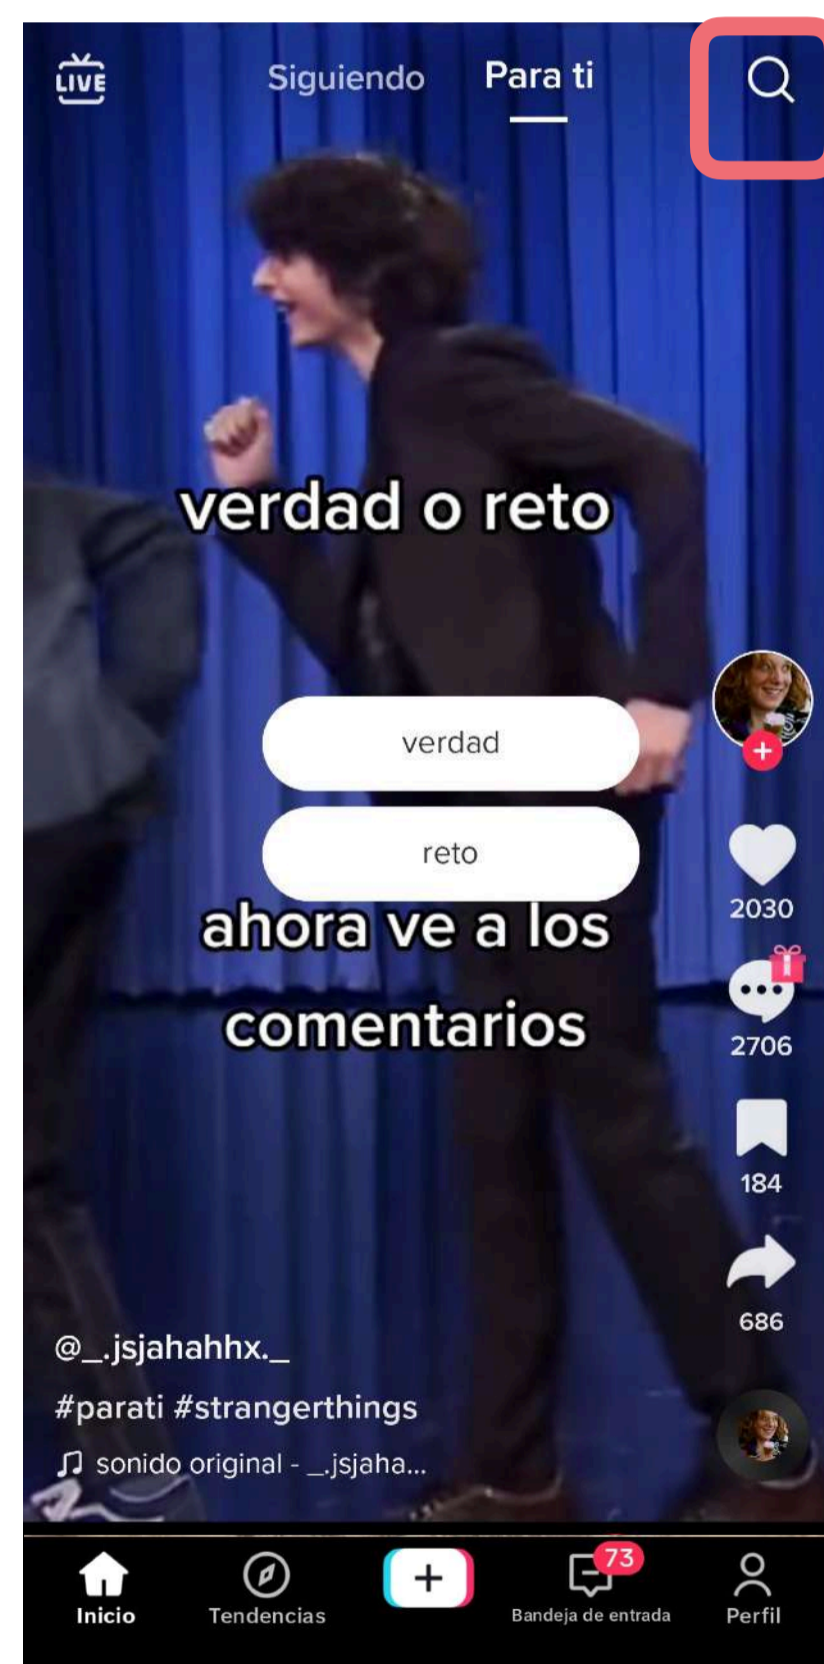 LIVE
Siguiendo
Para ti
verdad o reto
verdad
reto
ahora ve a los
comentarios
2030
2706
184
686
@_.jsjahahhx._
#parati #strangerthings
sonido original - _.jsjaha...
73
Inicio
Tendencias
Bandeja de entrada
Perfil